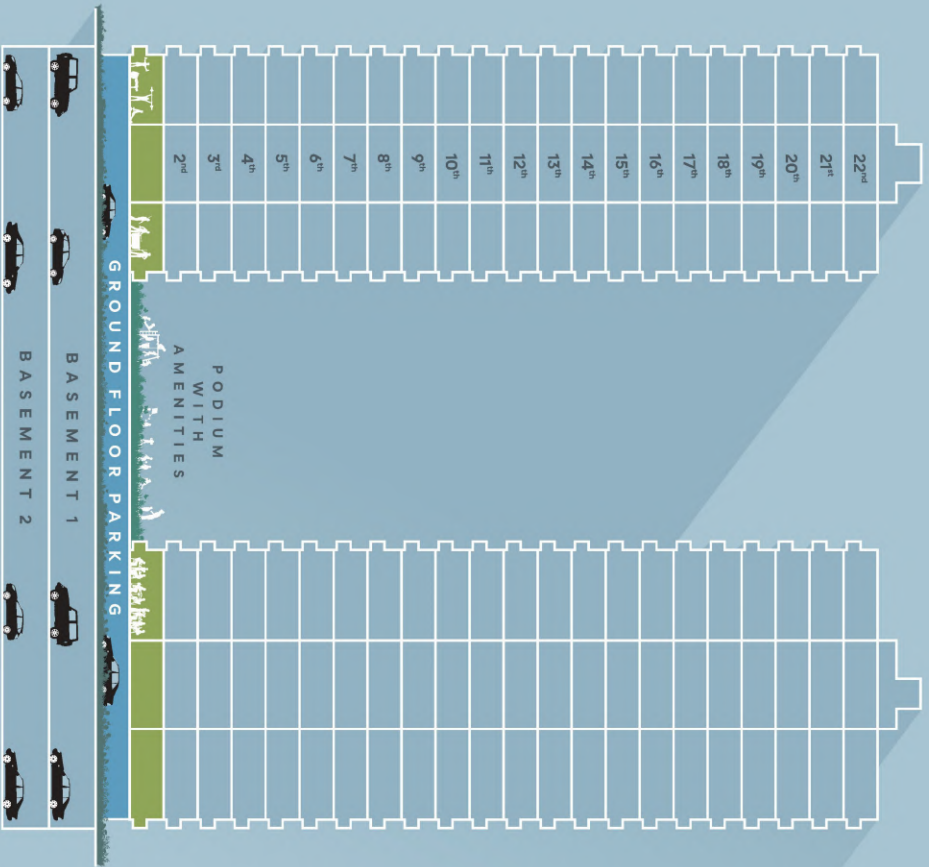 22nd
21st
20th
19th
18th
17th
16th
15th
14th
13th
12th
11th
10th
9th
8th
7th
6th
5th
4th
3rd
2nd
PODIUM
WITH
AMENITIES
GROUND FLOOR PARKING
BASEMENT 1
BASEMENT 2